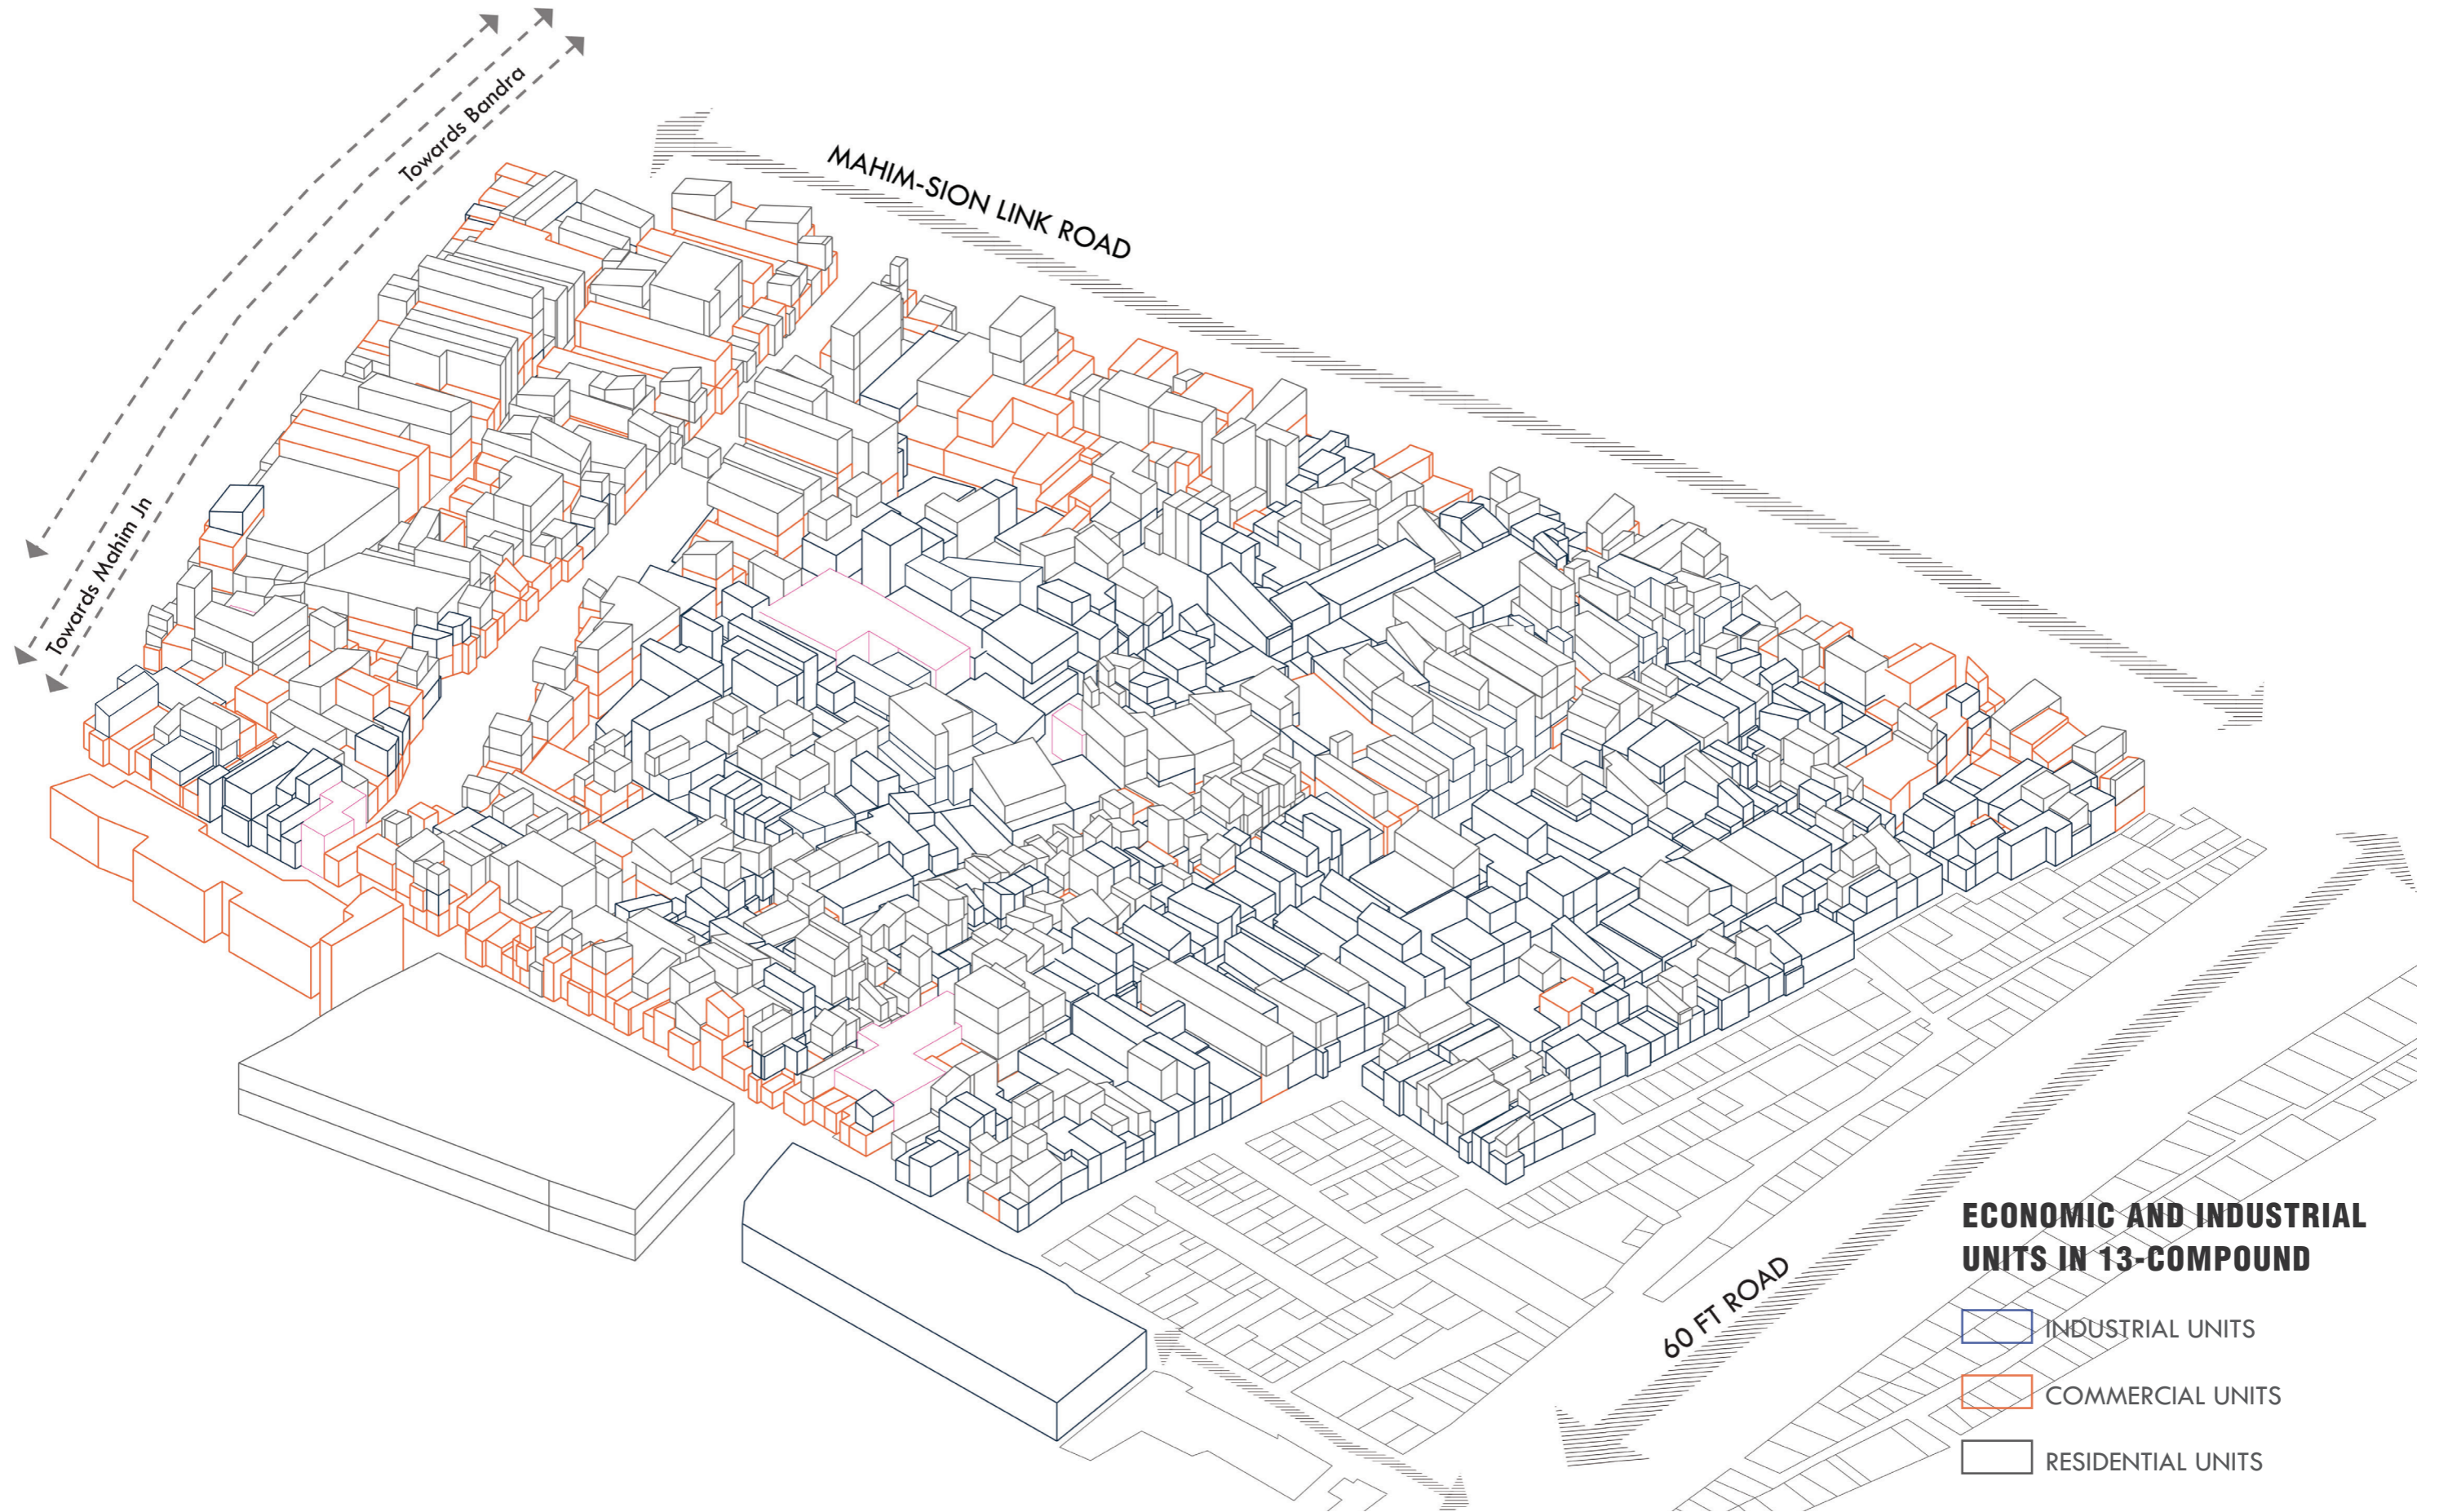 Towards Bandra
MAHIM-SION LINK ROAD
Towards Mahim Jn
60 FT ROAD
ECONOMIC AND INDUSTRIAL
UNITS IN 13-COMPOUND
INDUSTRIAL UNITS
COMMERCIAL UNITS
RESIDENTIAL UNITS